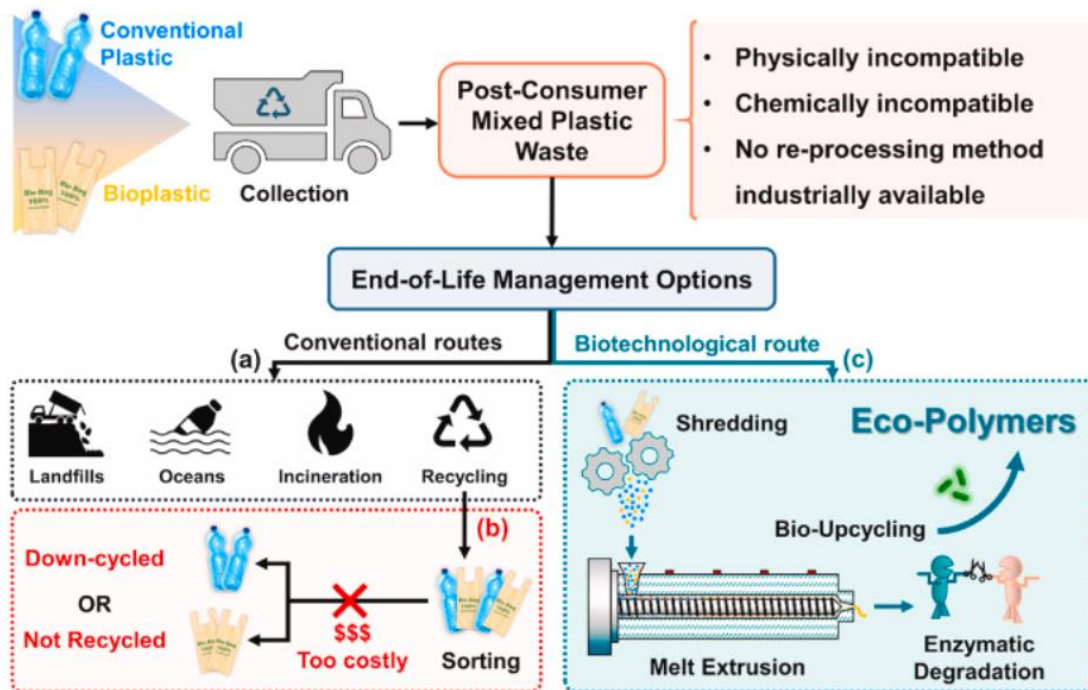 Conventional
Plastic
Bioplastic
Collection
Post-Consumer
Mixed Plastic
Waste
• Physically incompatible
• Chemically incompatible
• No re-processing method
industrially available
End-of-Life Management Options
(a)
Conventional routes
Biotechnological route
(c)
Landfills
Oceans
Incineration
Recycling
(b)
Down-cycled
OR
Not Recycled
$$$
Too costly
Sorting
Shredding
Eco-Polymers
Bio-Upcycling
Melt Extrusion
Enzymatic
Degradation